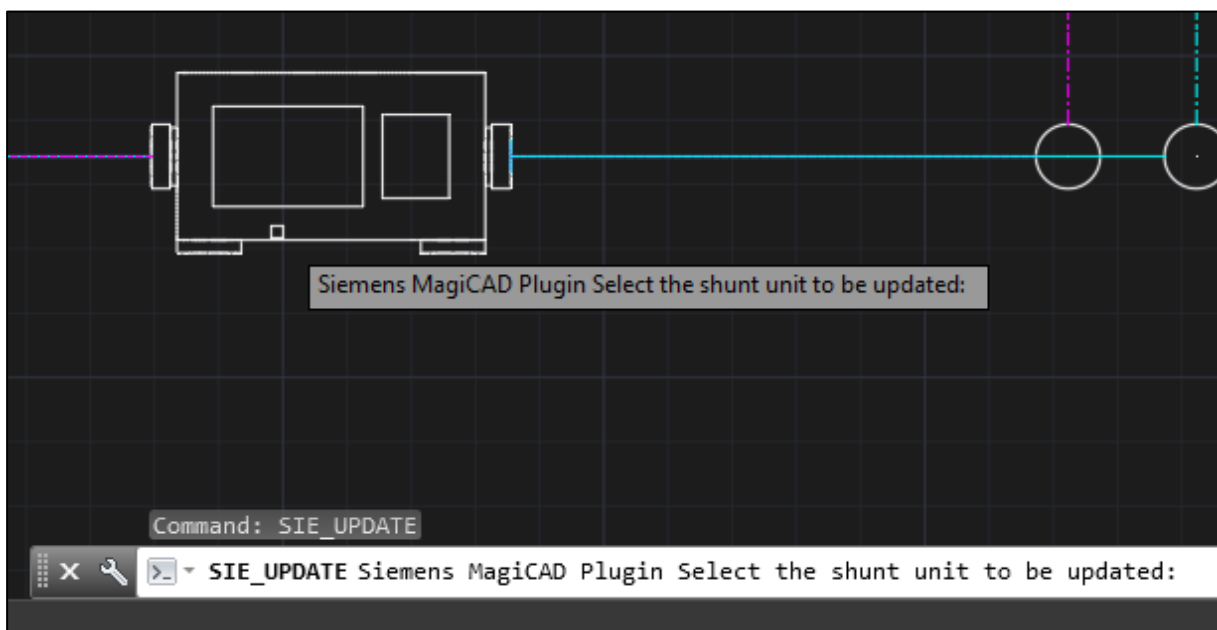 Siemens MagiCAD Plugin Select the shunt unit to be updated:
Command: SIE_UPDATE
SIE_UPDATE Siemens MagiCAD Plugin Select the shunt unit to be updated: